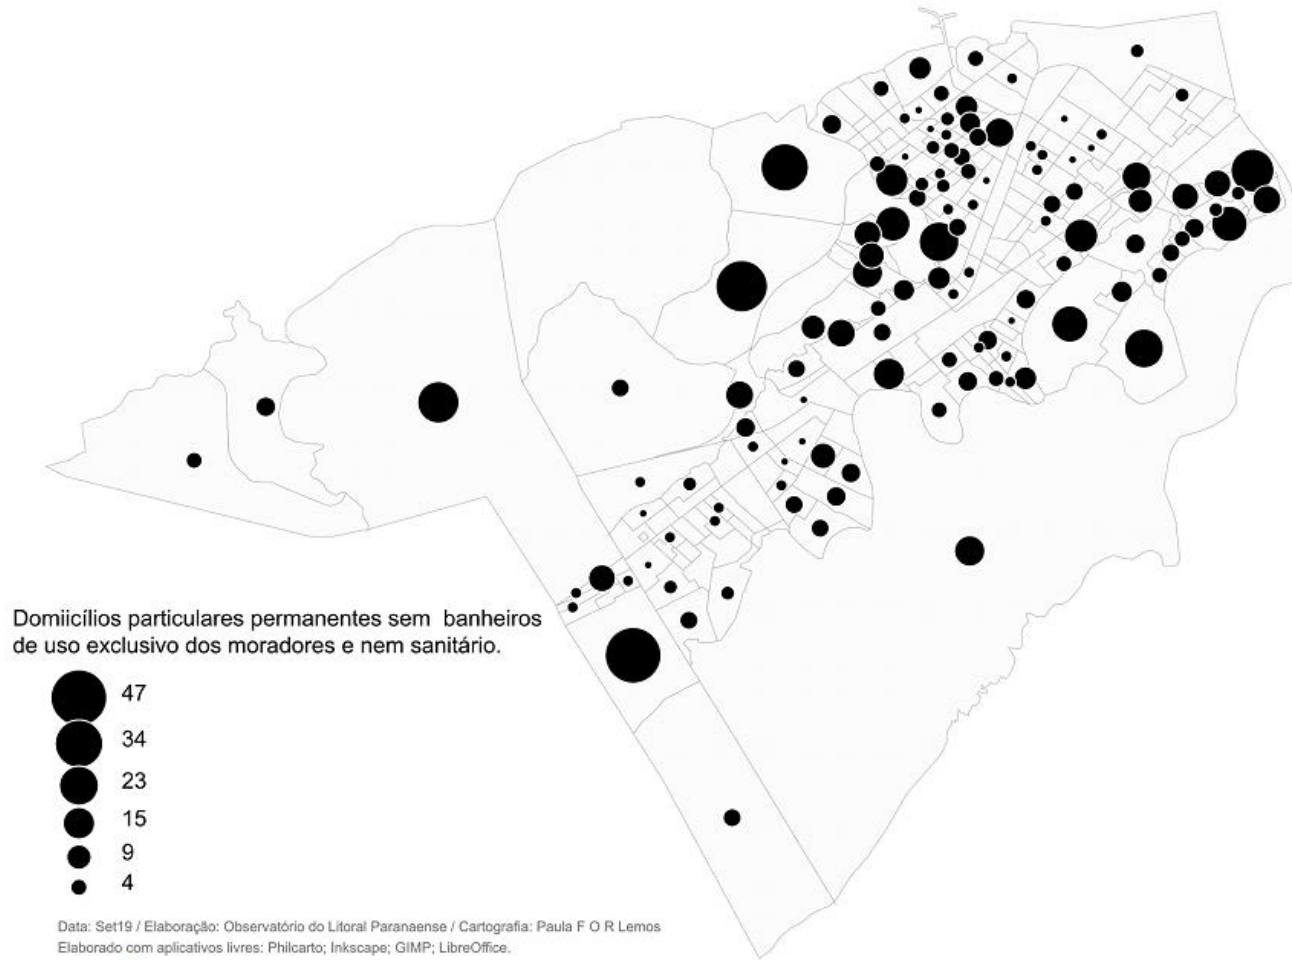 Domiicílios particulares permanentes sem banheiros
de uso exclusivo dos moradores e nem sanitário.
47
34
23
15
9
4
Data: Set19 / Elaboração: Observatório do Litoral Paranaense / Cartografia: Paula F O R Lemos
Elaborado com aplicativos livres: Philcarto; Inkscape; GIMP; LibreOffice.